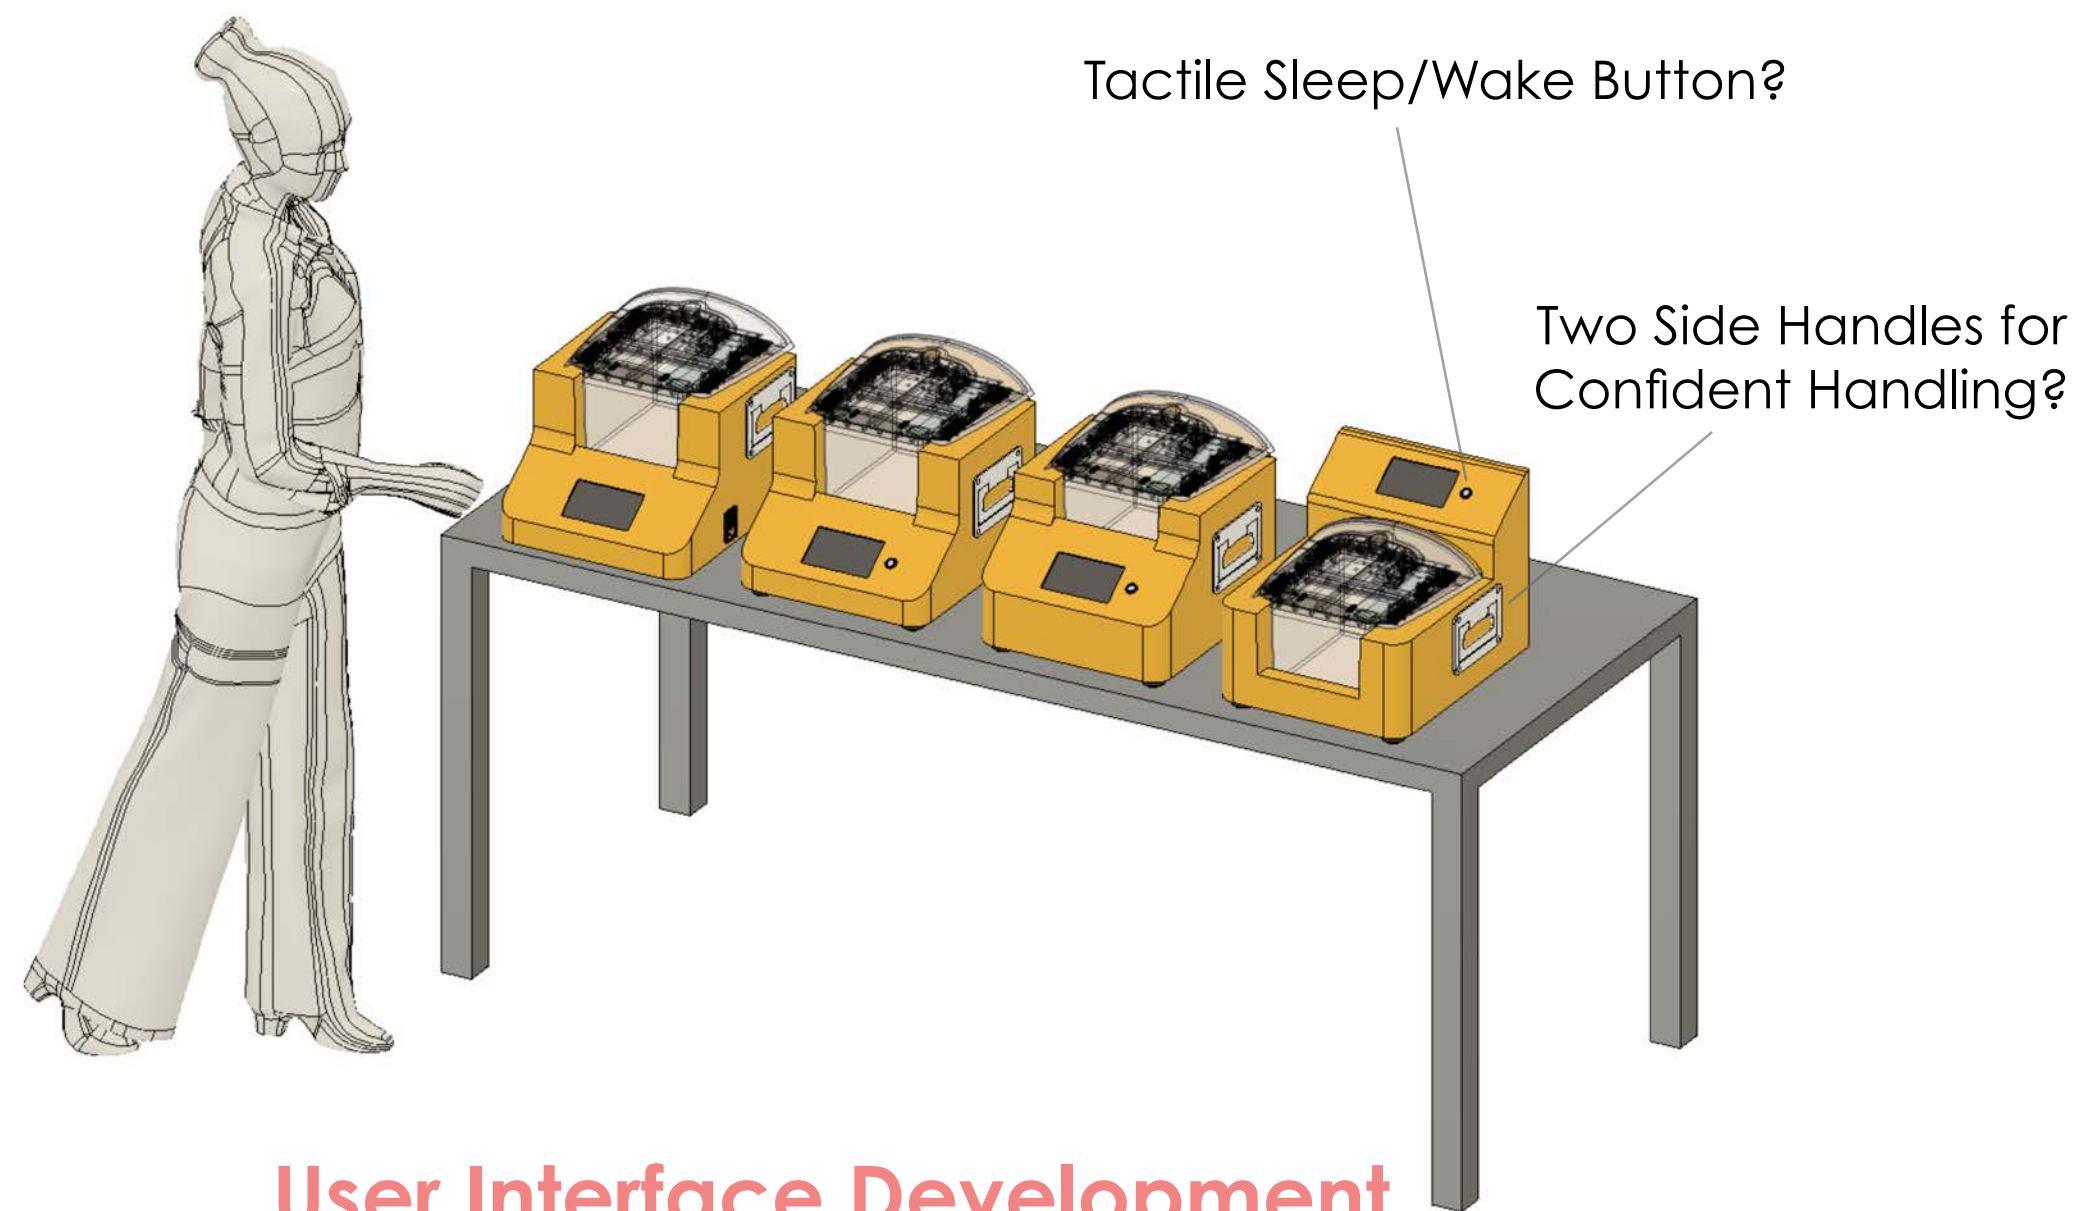 Tactile Sleep/Wake Button?
Two Side Handles for
Confident Handling?
User Interface Development